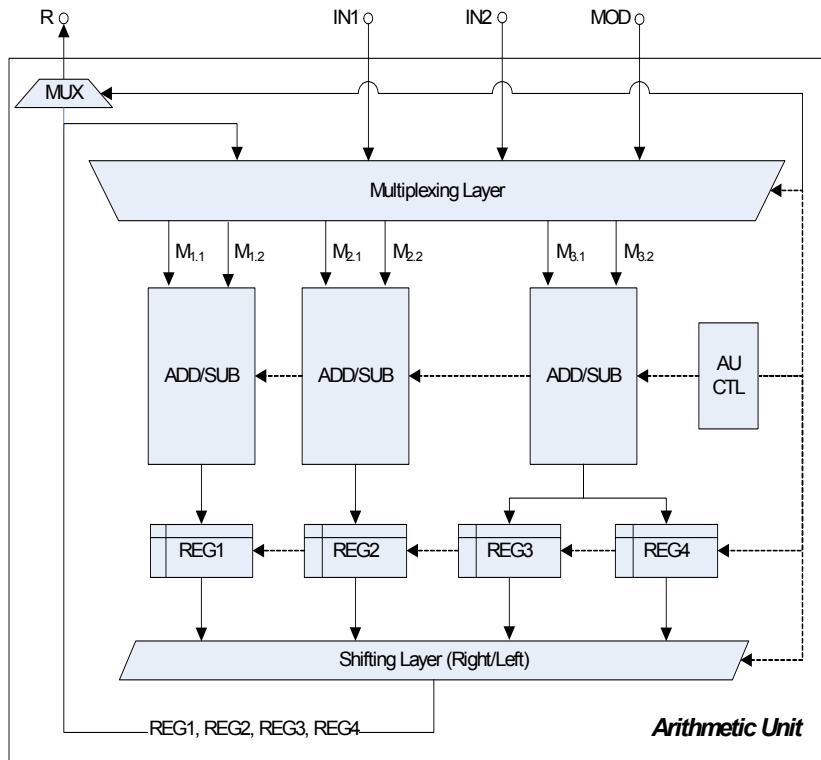 R IN1 IN2 MOD
MUX
Multiplexing Layer
M1.1 M1.2 M2.1 M2.2 M3.1 M3.2
ADD/SUB ADD/SUB ADD/SUB AU
CTL
REG1 REG2 REG3 REG4
Shifting Layer (Right/Left)
REG1, REG2, REG3, REG4
Arithmetic Unit